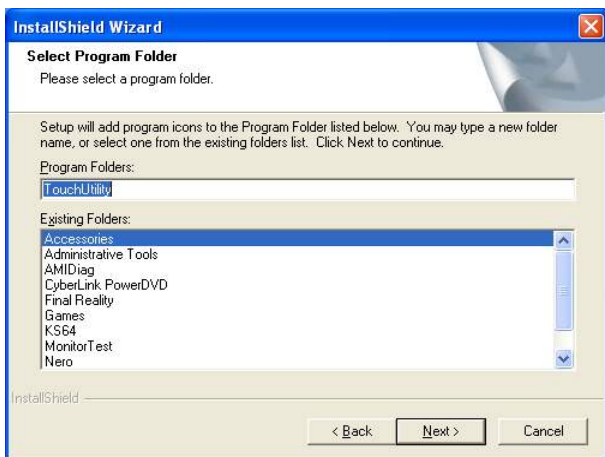 InstallShield Wizard
Select Program Folder
Please select a program folder.
Setup will add program icons to the Program Folder listed below. You may type a new folder
name, or select one from the existing folders list. Click Next to continue.
Program Folders:
TouchUtility
Existing Folders:
Accessories
Administrative Tools
AMIDiag
CyberLink PowerDVD
Final Reality
Games
KS64
MonitorTest
Nero
InstallShield
< Back Next > Cancel